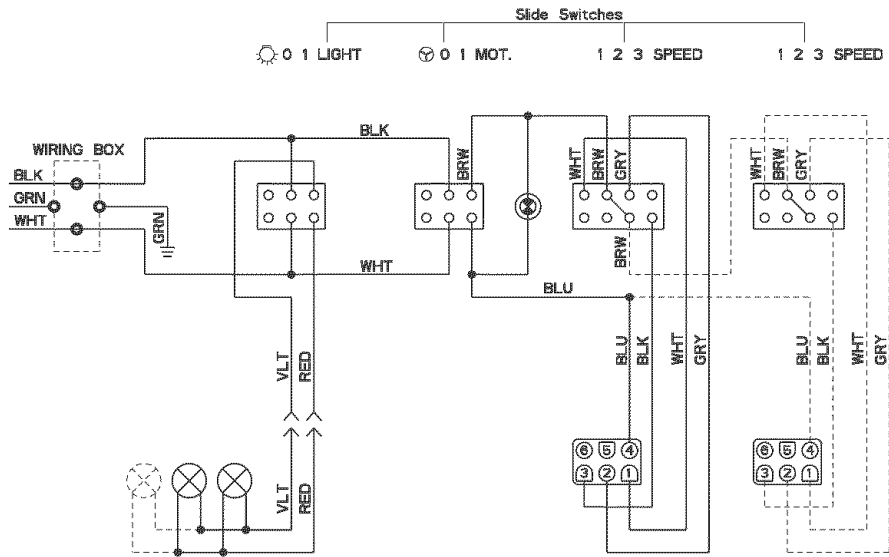 Slide Switches
0 1 LIGHT
0 1 MOT.
1 2 3 SPEED
1 2 3 SPEED
BLK
WIRING BOX
BLK
GRN
WHT
GRN
WHT
BRW
WHT
BRW
GRY
WHT
BRW
GRY
BRW
BLU
VLT
RED
BLU
BLK
WHT
GRY
BLU
BLK
WHT
GRY
6 5 4
3 2 1
6 5 4
3 2 1
VLT
RED